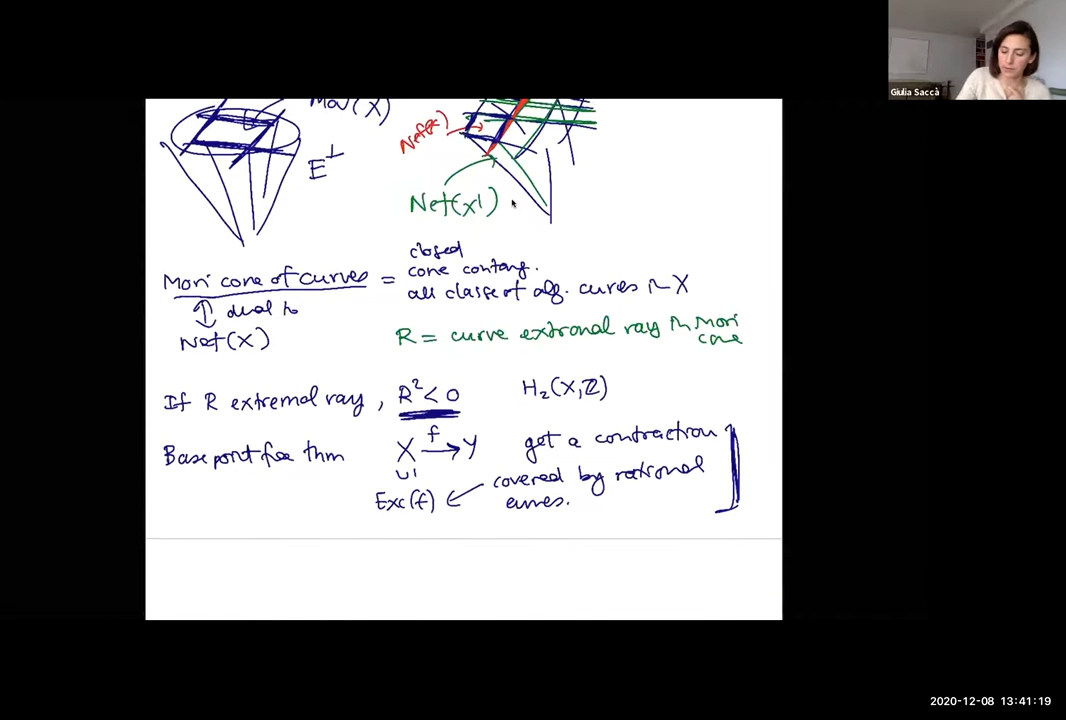 Giulia Saccà
Mov(X)
Nef(X)
E⊥
Nef(X')
closed
Mori cone of curves = cone contang.
all classe of alg. curves in X
↕ dual to
Nef(X)
R = curve extremal ray in Mori cone
If R extremal ray, R² < 0 H₂(X,ℤ)
Base point free thm X →f Y get a contraction
∪
Exc(f) ← covered by rational curves.
2020-12-08 13:41:19